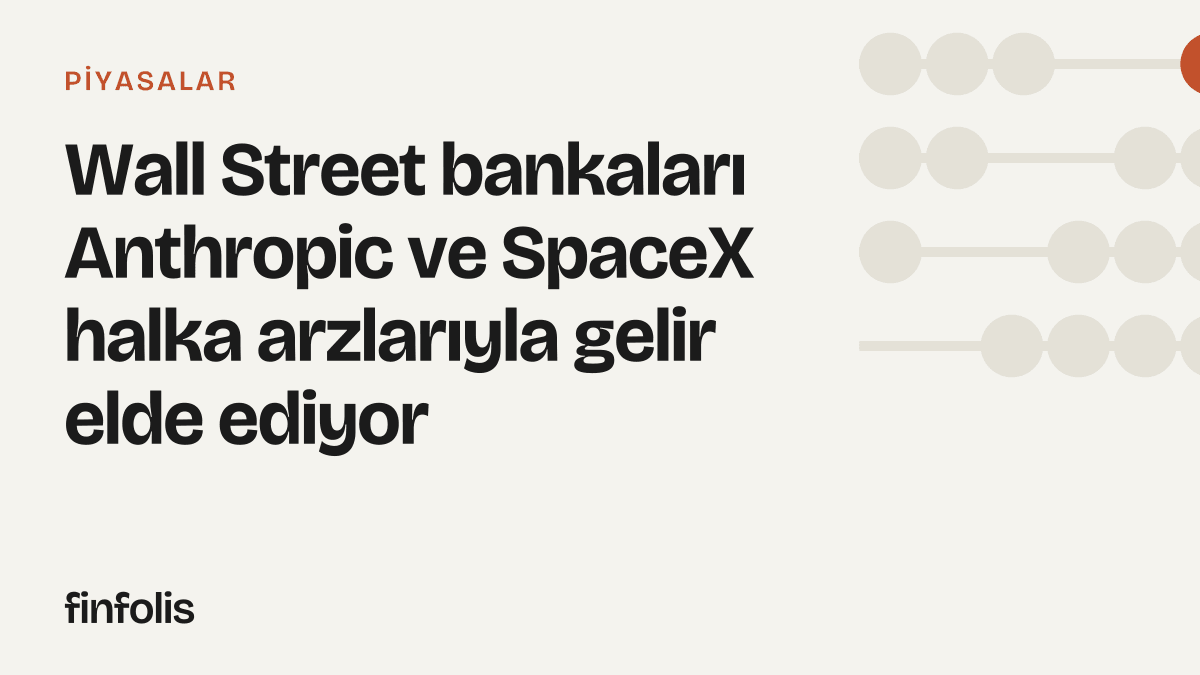 PİYASALAR
Wall Street bankaları
Anthropic ve SpaceX
halka arzlarıyla gelir
elde ediyor
finfolis